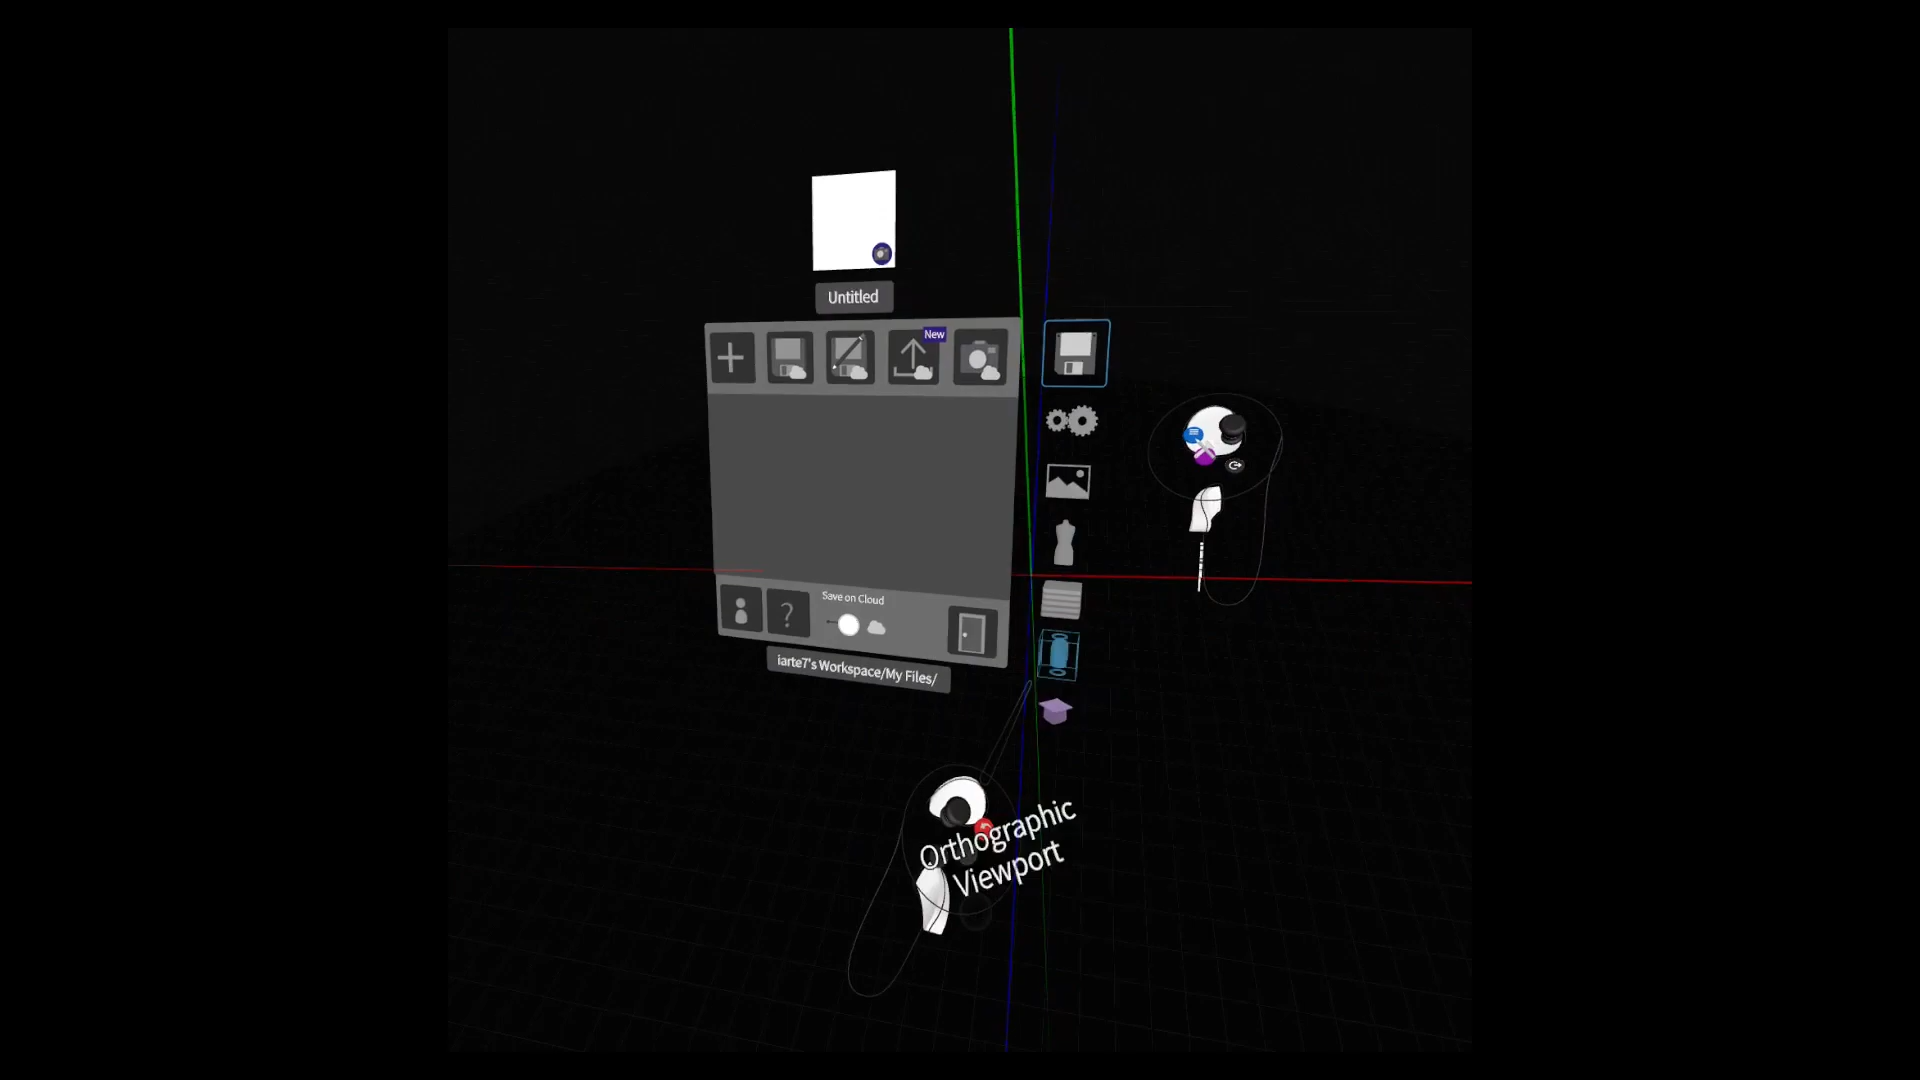 Untitled
New
Save on Cloud
iarte7's Workspace/My Files/
Orthographic
Viewport